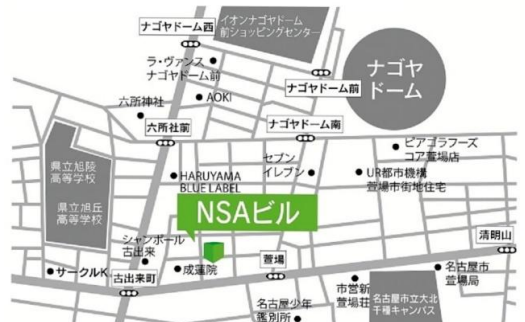 ナゴヤドーム西
イオンナゴヤドーム
前ショッピングセンター
ラ・ヴァンス
ナゴヤドーム前
ナゴヤドーム前
ナゴヤ
ドーム
六所神社
AOKI
六所社前
ナゴヤドーム南
ピアゴラフーズ
コア萱場店
セブン
イレブン
県立旭陵
高等学校
HARUYAMA
BLUE LABEL
UR都市機構
萱場市街地住宅
県立旭丘
高等学校
NSAビル
シャンボール
古出来
清明山
萱場
サークルK
古出来町
成蓮院
名古屋市
萱場局
市営新
萱場荘
名古屋市立大北
千種キャンパス
名古屋少年
鑑別所